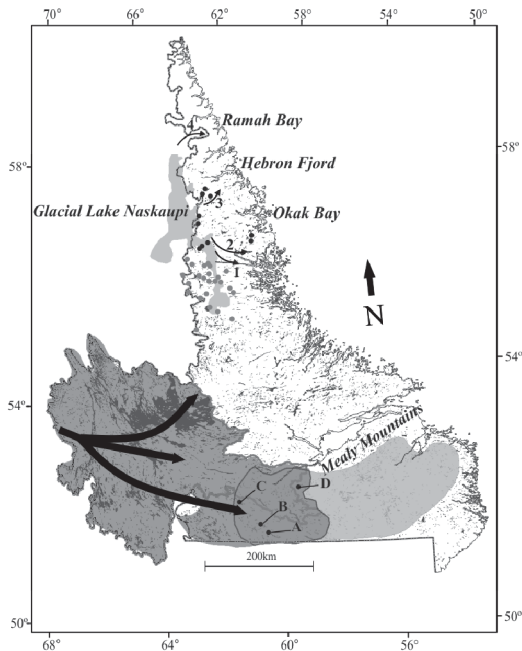 70° 66° 62° 58° 54° 50°
4
Ramah Bay
58°
58°
Hebron Fjord
3
Glacial Lake Naskaupi
Okak Bay
2
1
N
54°
54°
Mealy Mountains
C
D
B
A
200km
50°
50°
68° 64° 60° 56°